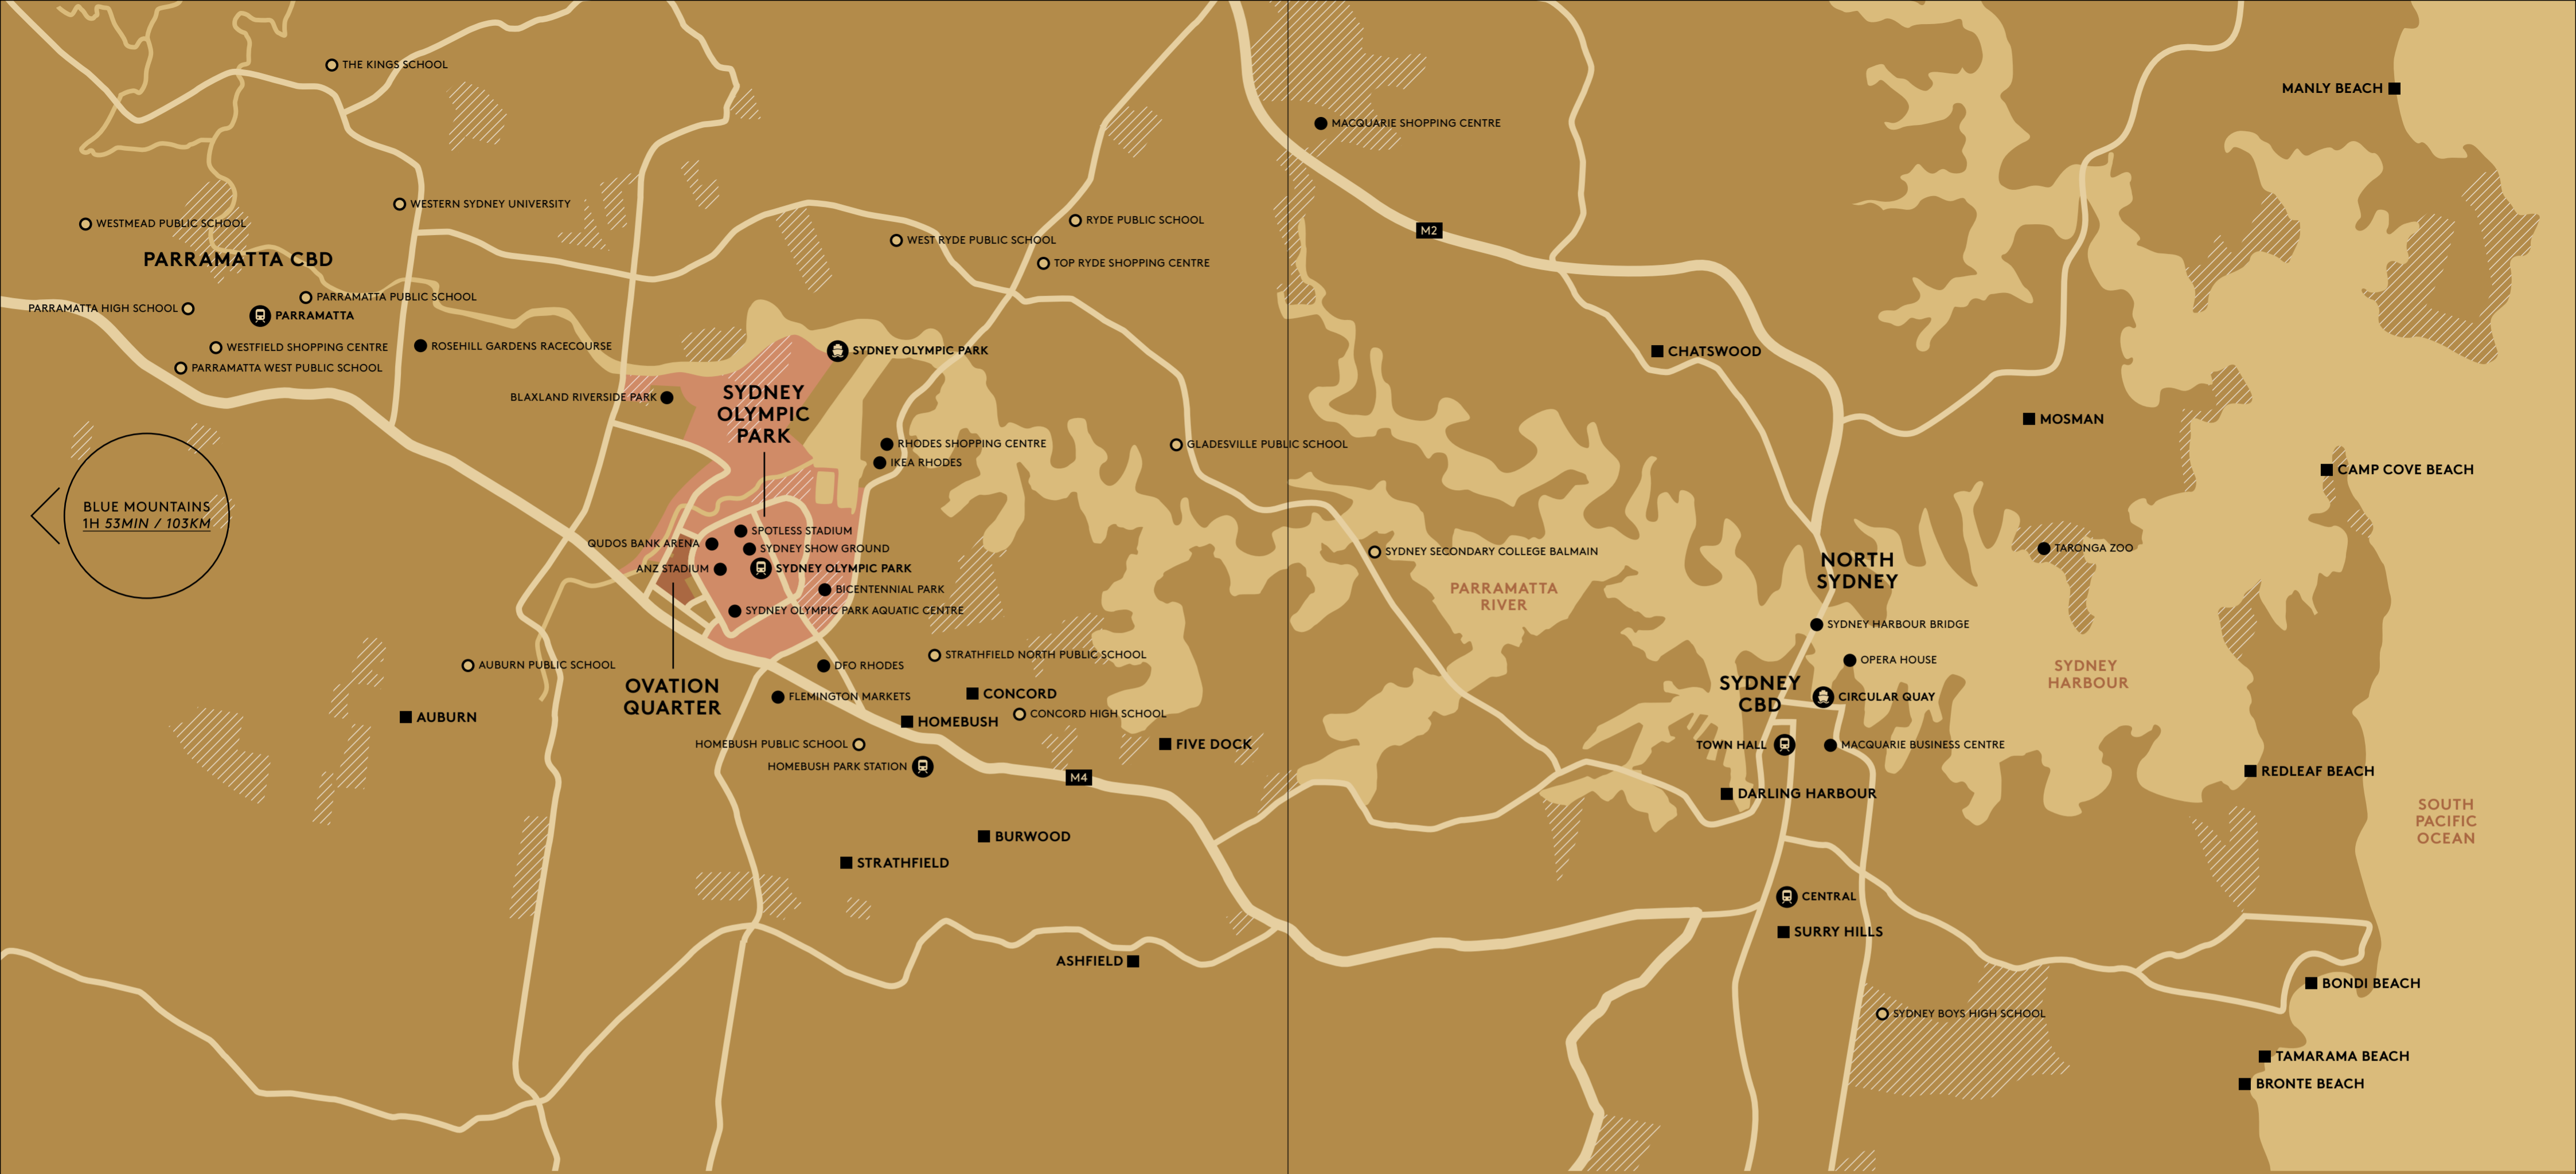 THE KINGS SCHOOL
MANLY BEACH
MACQUARIE SHOPPING CENTRE
WESTERN SYDNEY UNIVERSITY
WESTMEAD PUBLIC SCHOOL
RYDE PUBLIC SCHOOL
M2
WEST RYDE PUBLIC SCHOOL
PARRAMATTA CBD
TOP RYDE SHOPPING CENTRE
PARRAMATTA PUBLIC SCHOOL
PARRAMATTA HIGH SCHOOL
PARRAMATTA
WESTFIELD SHOPPING CENTRE
ROSEHILL GARDENS RACECOURSE
SYDNEY OLYMPIC PARK
CHATSWOOD
PARRAMATTA WEST PUBLIC SCHOOL
BLAXLAND RIVERSIDE PARK
SYDNEY
OLYMPIC
PARK
MOSMAN
RHODES SHOPPING CENTRE
GLADESVILLE PUBLIC SCHOOL
IKEA RHODES
CAMP COVE BEACH
BLUE MOUNTAINS
1H 53MIN / 103KM
SPOTLESS STADIUM
QUDOS BANK ARENA
SYDNEY SHOW GROUND
SYDNEY SECONDARY COLLEGE BALMAIN
TARONGA ZOO
ANZ STADIUM
SYDNEY OLYMPIC PARK
NORTH
SYDNEY
BICENTENNIAL PARK
PARRAMATTA
RIVER
SYDNEY OLYMPIC PARK AQUATIC CENTRE
SYDNEY HARBOUR BRIDGE
STRATHFIELD NORTH PUBLIC SCHOOL
OPERA HOUSE
AUBURN PUBLIC SCHOOL
DFO RHODES
SYDNEY
HARBOUR
OVATION
QUARTER
SYDNEY
CBD
FLEMINGTON MARKETS
CONCORD
CIRCULAR QUAY
AUBURN
HOMEBUSH
CONCORD HIGH SCHOOL
HOMEBUSH PUBLIC SCHOOL
FIVE DOCK
TOWN HALL
MACQUARIE BUSINESS CENTRE
HOMEBUSH PARK STATION
M4
REDLEAF BEACH
DARLING HARBOUR
SOUTH
PACIFIC
OCEAN
BURWOOD
STRATHFIELD
CENTRAL
SURRY HILLS
ASHFIELD
BONDI BEACH
SYDNEY BOYS HIGH SCHOOL
TAMARAMA BEACH
BRONTE BEACH